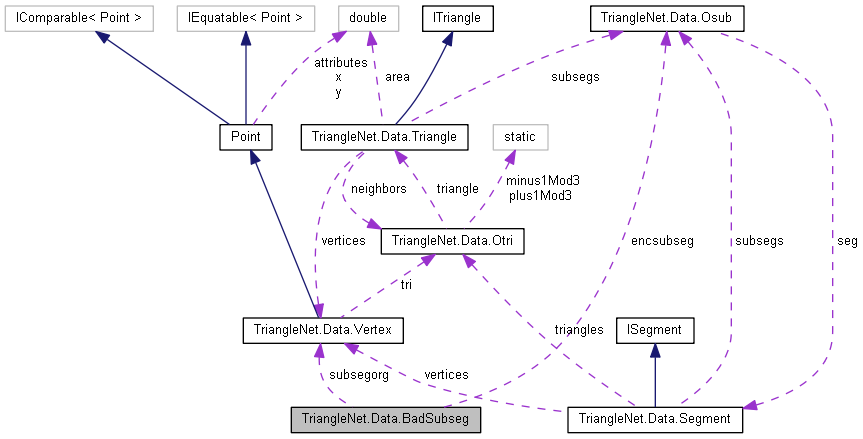 IComparable< Point >
IEquatable< Point >
double
ITriangle
TriangleNet.Data.Osub
attributes
x
y
area
subsegs
Point
TriangleNet.Data.Triangle
static
neighbors
triangle
minus1Mod3
plus1Mod3
vertices
TriangleNet.Data.Otri
encsubseg
subsegs
seg
tri
TriangleNet.Data.Vertex
triangles
ISegment
subsegorg
vertices
TriangleNet.Data.BadSubseg
TriangleNet.Data.Segment